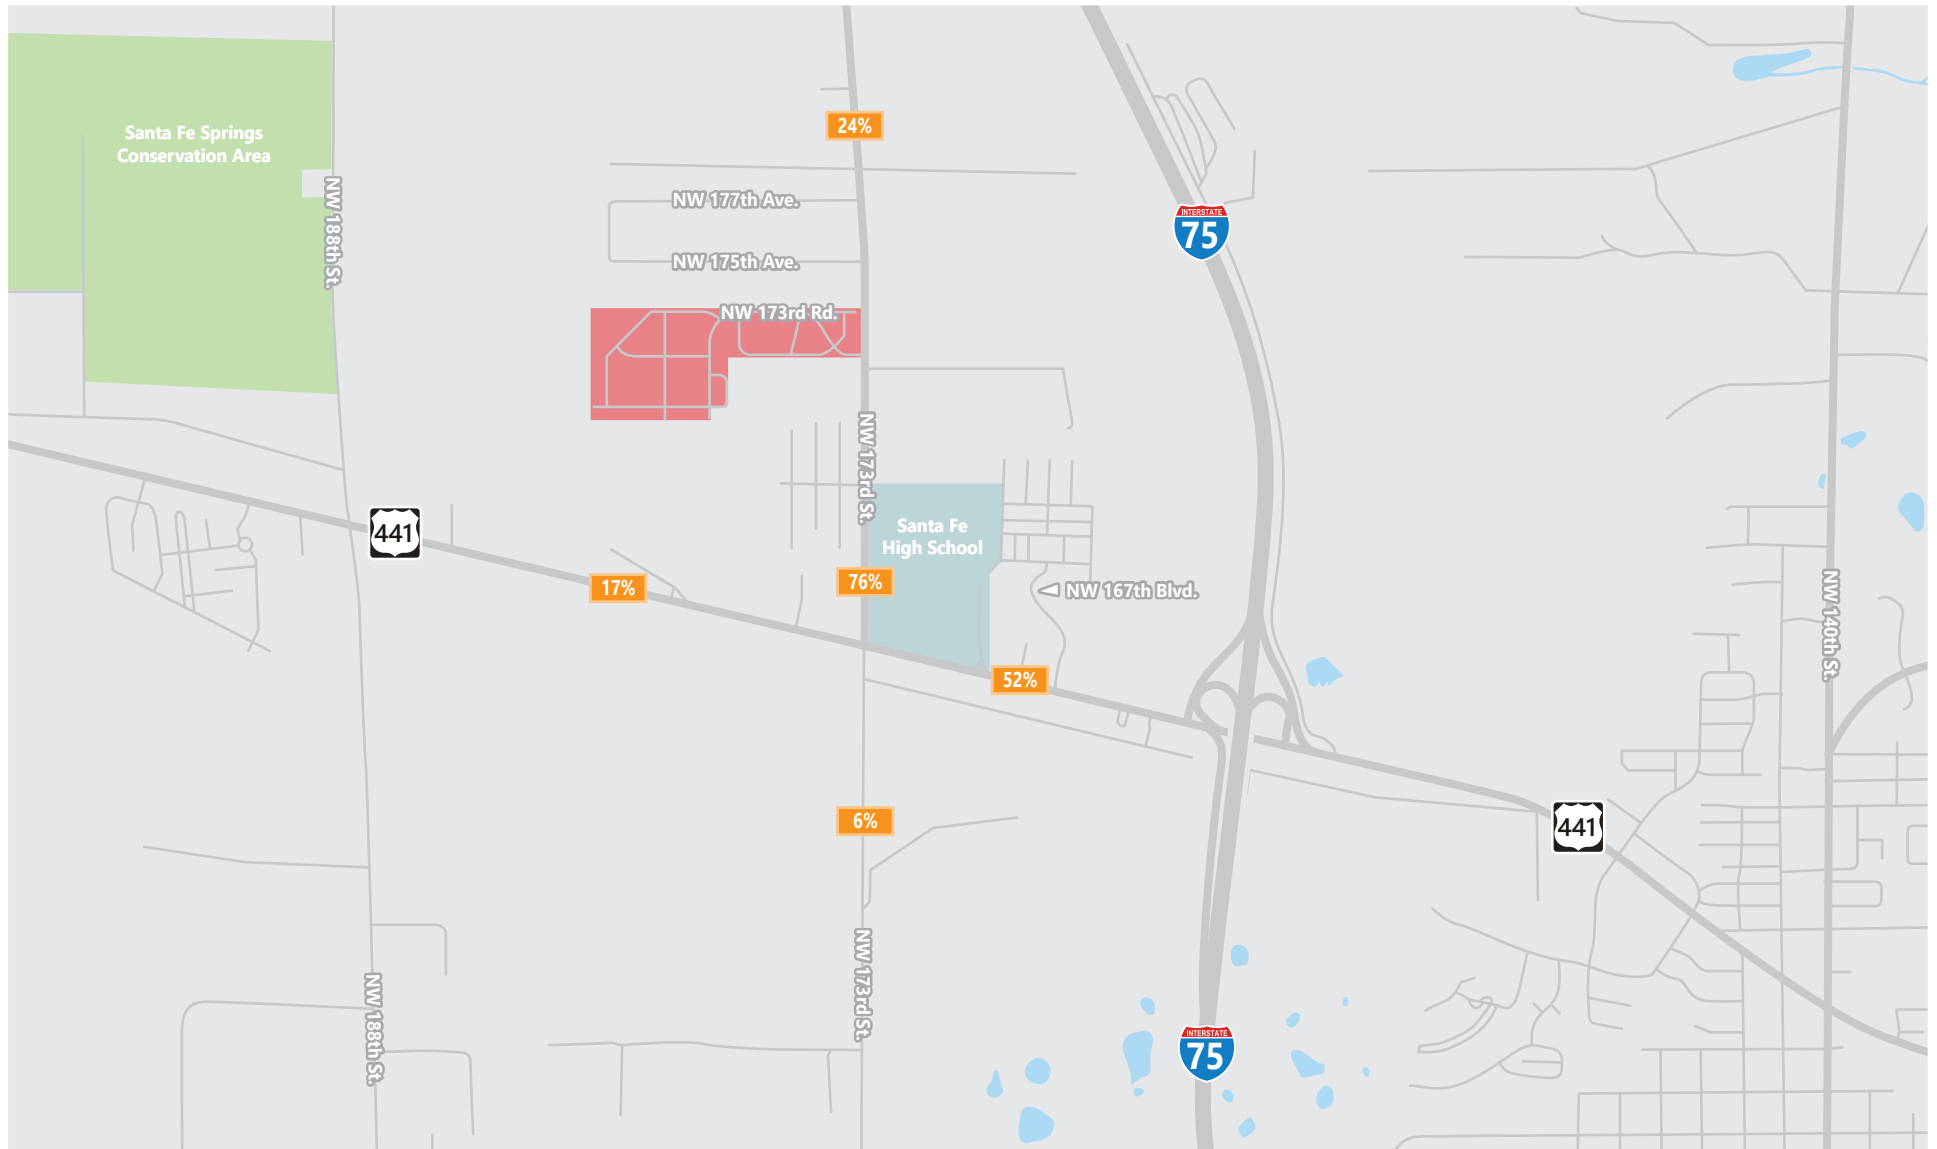 24%
Santa Fe Springs
Conservation Area
NW 188th St.
NW 177th Ave.
INTERSTATE
75
NW 175th Ave.
NW 173rd Rd.
NW 173rd St.
441
Santa Fe
High School
17%
76%
NW 167th Blvd.
NW 140th St.
52%
6%
441
NW 173rd St.
NW 188th St.
INTERSTATE
75